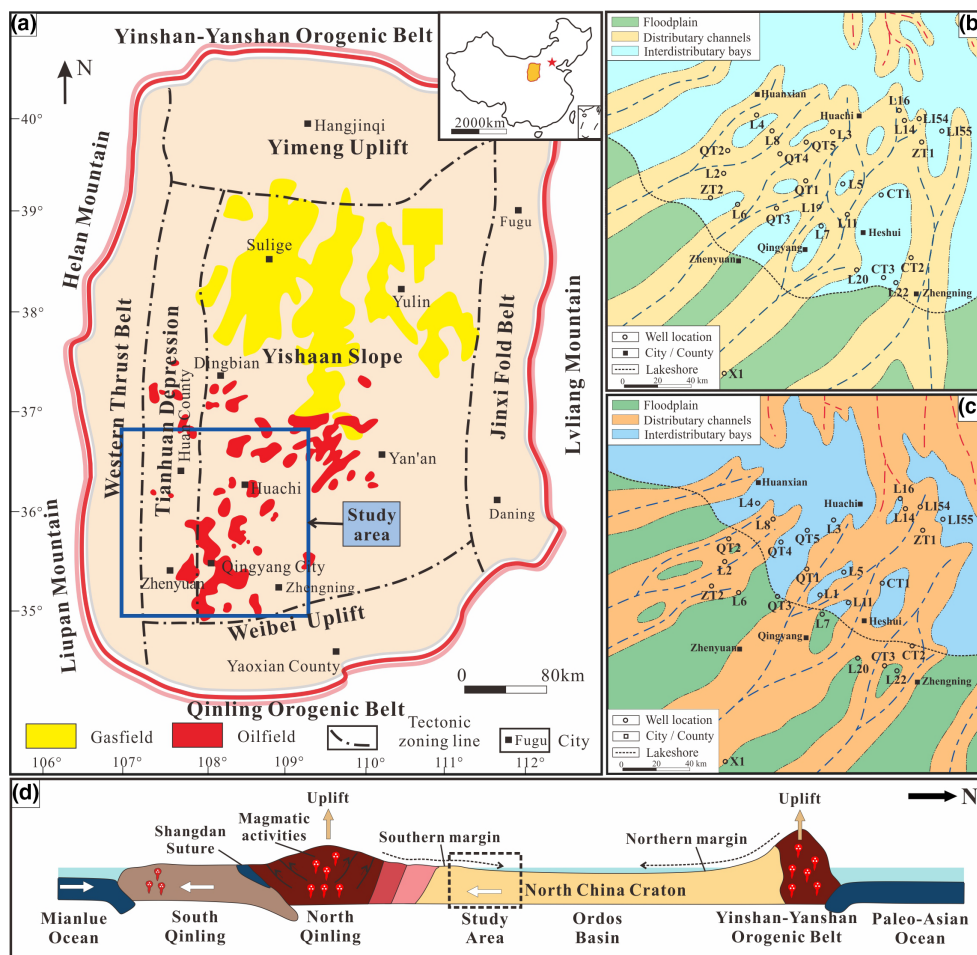 (a)
Yinshan-Yanshan Orogenic Belt
N
2000km
40°
39°
38°
37°
36°
35°
Hangjinqi
Yimeng Uplift
Helan Mountain
Fugu
Sulige
Yulin
Western Thrust Belt
Tianhuan Depression
Huan County
Dingbian
Yishaan Slope
Jinxi Fold Belt
Lvliang Mountain
Yan'an
Huachi
Study
area
Daning
Qingyang City
Zhenyuan
Zhengning
Liupan Mountain
Weibei Uplift
Yaoxian County
0 80km
Qinling Orogenic Belt
Gasfield
Oilfield
Tectonic
zoning line
Fugu
City
106° 107° 108° 109° 110° 111° 112°
(b)
Floodplain
Distributary channels
Interdistributary bays
Huanxian
L4
L8
Huachi
L3
L16
L14
LI54
LI55
ZT1
QT2
QT4
QT5
L2
ZT2
QT1
L5
CT1
L6
QT3
L1
L11
L7
Heshui
Qingyang
Zhenyuan
L20
CT3
CT2
L22
Zhengning
Well location
City / County
Lakeshore
0 20 40 km
X1
(c)
Floodplain
Distributary channels
Interdistributary bays
Huanxian
L4
L8
Huachi
L3
L16
L14
LI54
LI55
ZT1
QT2
QT4
QT5
L2
ZT2
QT1
L5
CT1
L6
QT3
L1
L11
L7
Heshui
Qingyang
Zhenyuan
L20
CT3
CT2
L22
Zhengning
Well location
City / County
Lakeshore
0 20 40 km
X1
(d)
N
Uplift
Uplift
Magmatic
activities
Shangdan
Suture
Southern margin
Northern margin
North China Craton
Mianlue
Ocean
South
Qinling
North
Qinling
Study
Area
Ordos
Basin
Yinshan-Yanshan
Orogenic Belt
Paleo-Asian
Ocean